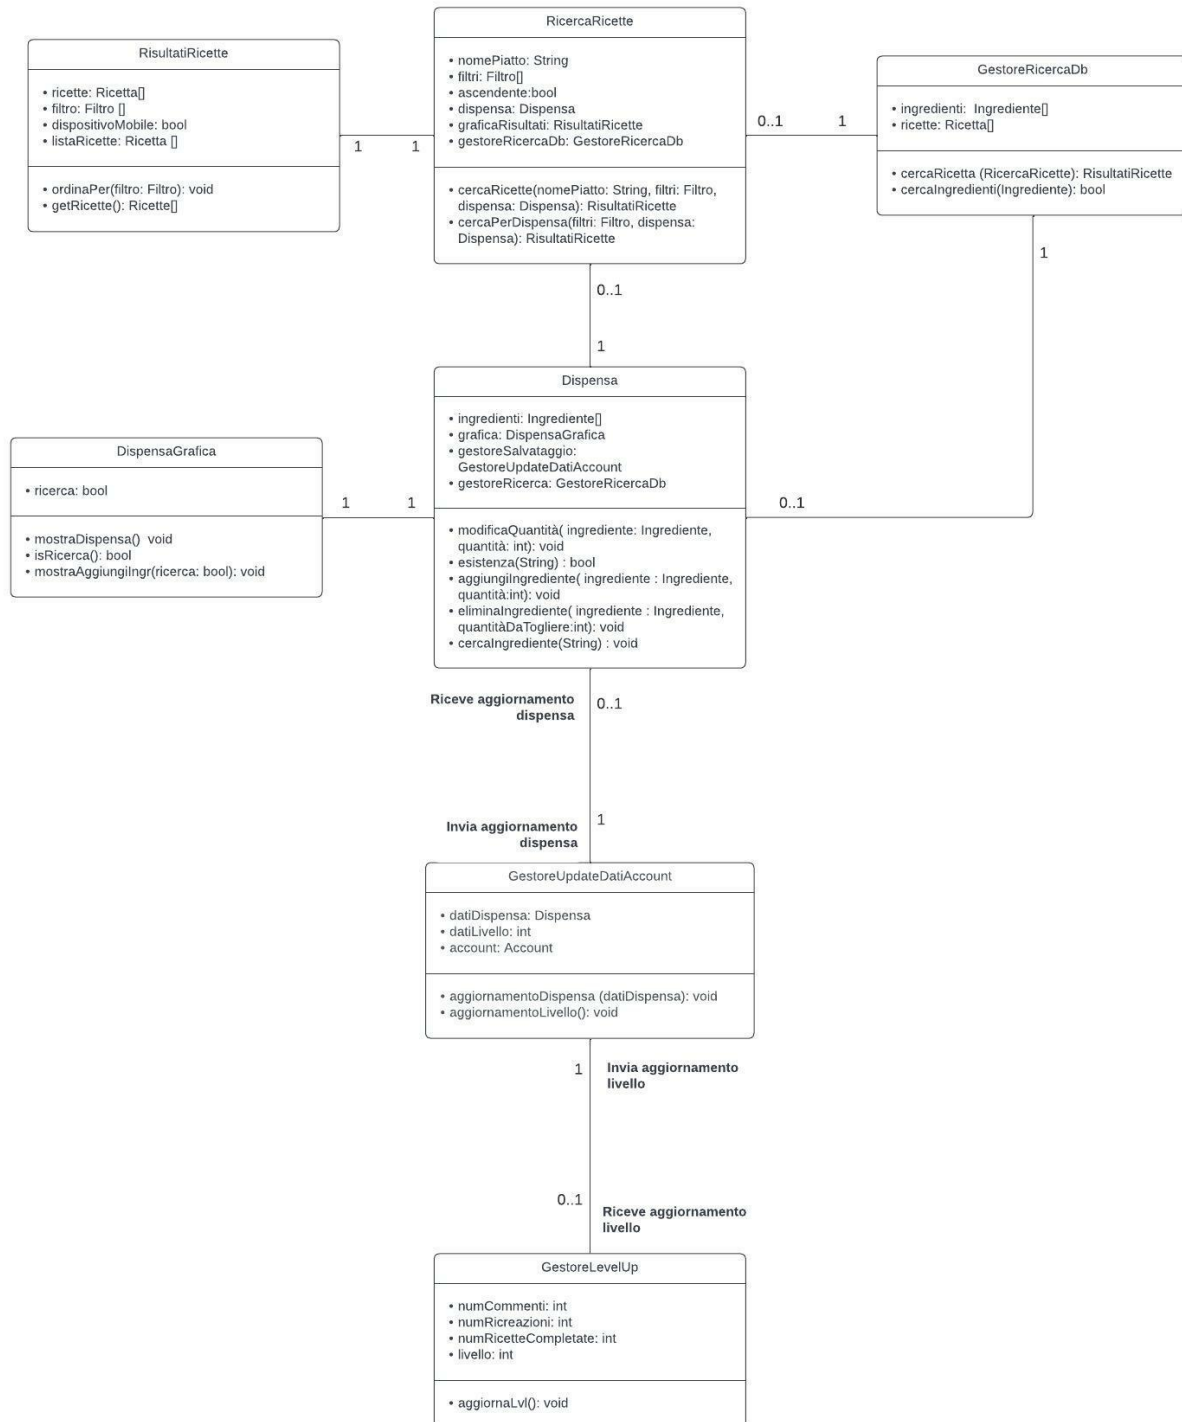 RisultatiRicette
• ricette: Ricetta[]
• filtro: Filtro []
• dispositivoMobile: bool
• listaRicette: Ricetta []
• ordinaPer(filtro: Filtro): void
• getRicette(): Ricette[]
1
1
RicercaRicette
• nomePiatto: String
• filtri: Filtro[]
• ascendente:bool
• dispensa: Dispensa
• graficaRisultati: RisultatiRicette
• gestoreRicercaDb: GestoreRicercaDb
• cercaRicette(nomePiatto: String, filtri: Filtro,
dispensa: Dispensa): RisultatiRicette
• cercaPerDispensa(filtri: Filtro, dispensa:
Dispensa): RisultatiRicette
0..1
1
GestoreRicercaDb
• ingredienti: Ingrediente[]
• ricette: Ricetta[]
• cercaRicetta (RicercaRicette): RisultatiRicette
• cercaIngredienti(Ingrediente): bool
1
0..1
1
DispensaGrafica
• ricerca: bool
• mostraDispensa() void
• isRicerca(): bool
• mostraAggiungiIngr(ricerca: bool): void
1
1
Dispensa
• ingredienti: Ingrediente[]
• grafica: DispensaGrafica
• gestoreSalvataggio:
GestoreUpdateDatiAccount
• gestoreRicerca: GestoreRicercaDb
• modificaQuantità( ingrediente: Ingrediente,
quantità: int): void
• esistenza(String) : bool
• aggiungiIngrediente( ingrediente : Ingrediente,
quantità:int): void
• eliminaIngrediente( ingrediente : Ingrediente,
quantitàDaTogliere:int): void
• cercaIngrediente(String) : void
0..1
Riceve aggiornamento
dispensa
0..1
Invia aggiornamento
dispensa
1
GestoreUpdateDatiAccount
• datiDispensa: Dispensa
• datiLivello: int
• account: Account
• aggiornamentoDispensa (datiDispensa): void
• aggiornamentoLivello(): void
1
Invia aggiornamento
livello
0..1
Riceve aggiornamento
livello
GestoreLevelUp
• numCommenti: int
• numRicreazioni: int
• numRicetteCompletate: int
• livello: int
• aggiornaLvl(): void